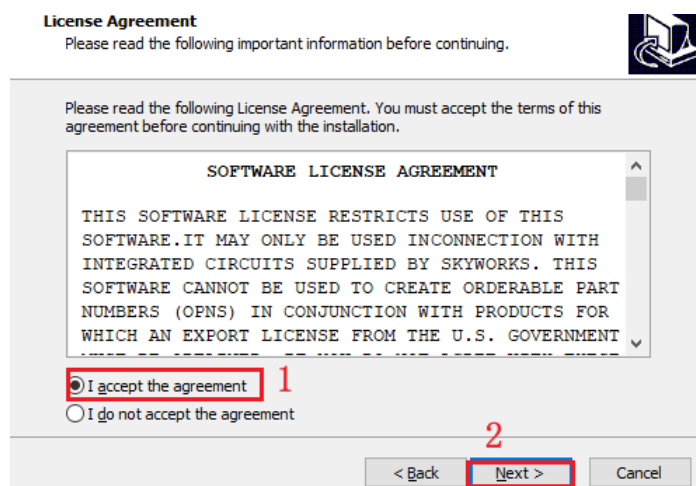 License Agreement
Please read the following important information before continuing.
Please read the following License Agreement. You must accept the terms of this
agreement before continuing with the installation.
SOFTWARE LICENSE AGREEMENT
THIS SOFTWARE LICENSE RESTRICTS USE OF THIS
SOFTWARE.IT MAY ONLY BE USED INCONNECTION WITH
INTEGRATED CIRCUITS SUPPLIED BY SKYWORKS. THIS
SOFTWARE CANNOT BE USED TO CREATE ORDERABLE PART
NUMBERS (OPNS) IN CONJUNCTION WITH PRODUCTS FOR
WHICH AN EXPORT LICENSE FROM THE U.S. GOVERNMENT
I accept the agreement 1
I do not accept the agreement
2
< Back Next > Cancel